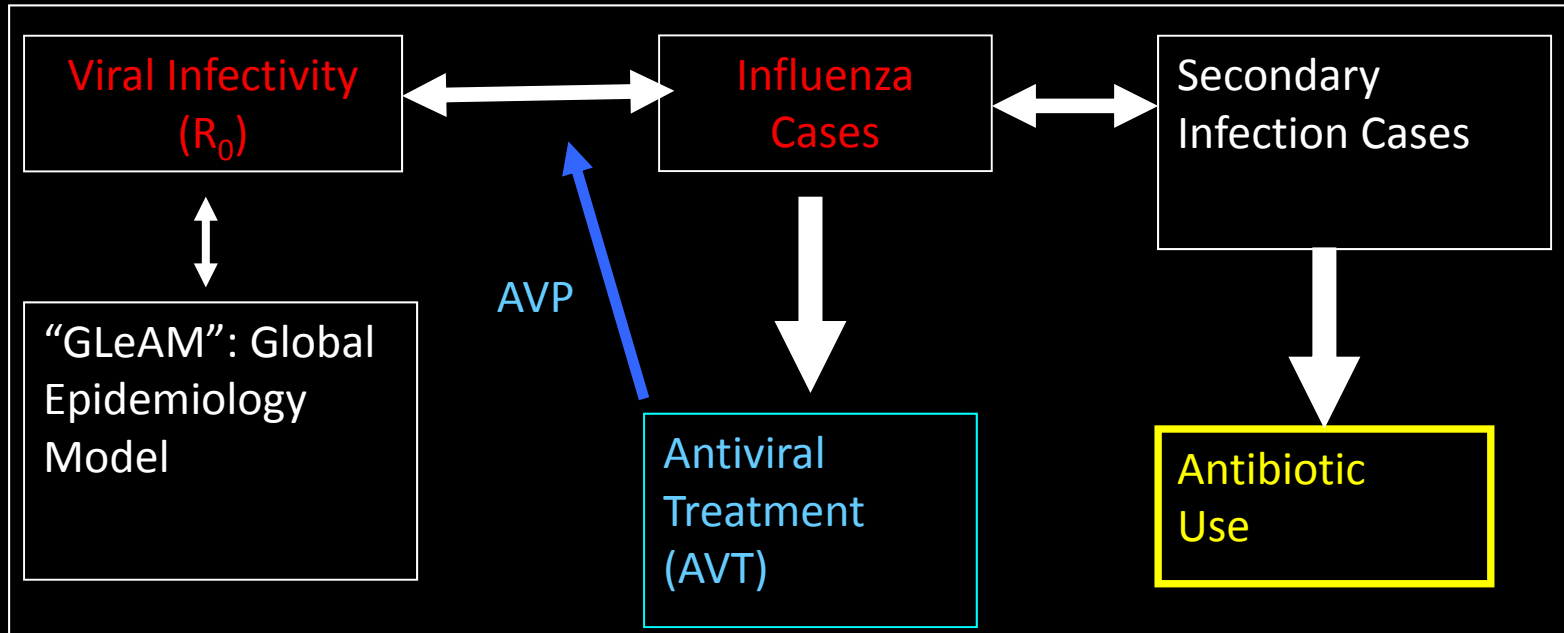 Viral Infectivity
(R₀)
Influenza
Cases
Secondary
Infection Cases
AVP
“GLeAM”: Global
Epidemiology
Model
Antiviral
Treatment
(AVT)
Antibiotic
Use